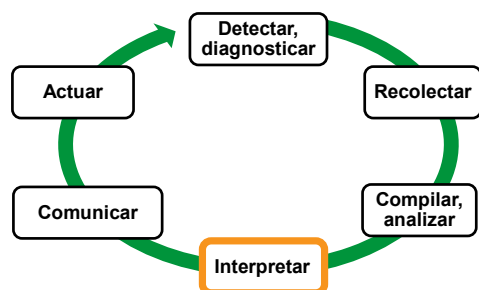 Detectar,
diagnosticar
Recolectar
Compilar,
analizar
Interpretar
Comunicar
Actuar